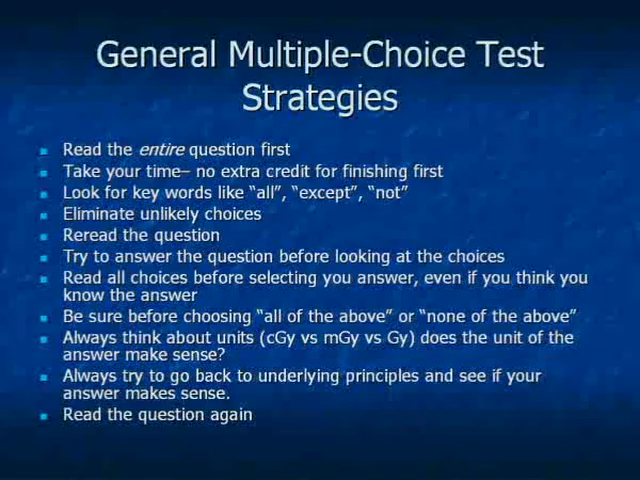 General Multiple-Choice Test
Strategies
Read the entire question first
Take your time– no extra credit for finishing first
Look for key words like "all", "except", "not"
Eliminate unlikely choices
Reread the question
Try to answer the question before looking at the choices
Read all choices before selecting you answer, even if you think you
know the answer
Be sure before choosing "all of the above" or "none of the above"
Always think about units (cGy vs mGy vs Gy) does the unit of the
answer make sense?
Always try to go back to underlying principles and see if your
answer makes sense.
Read the question again